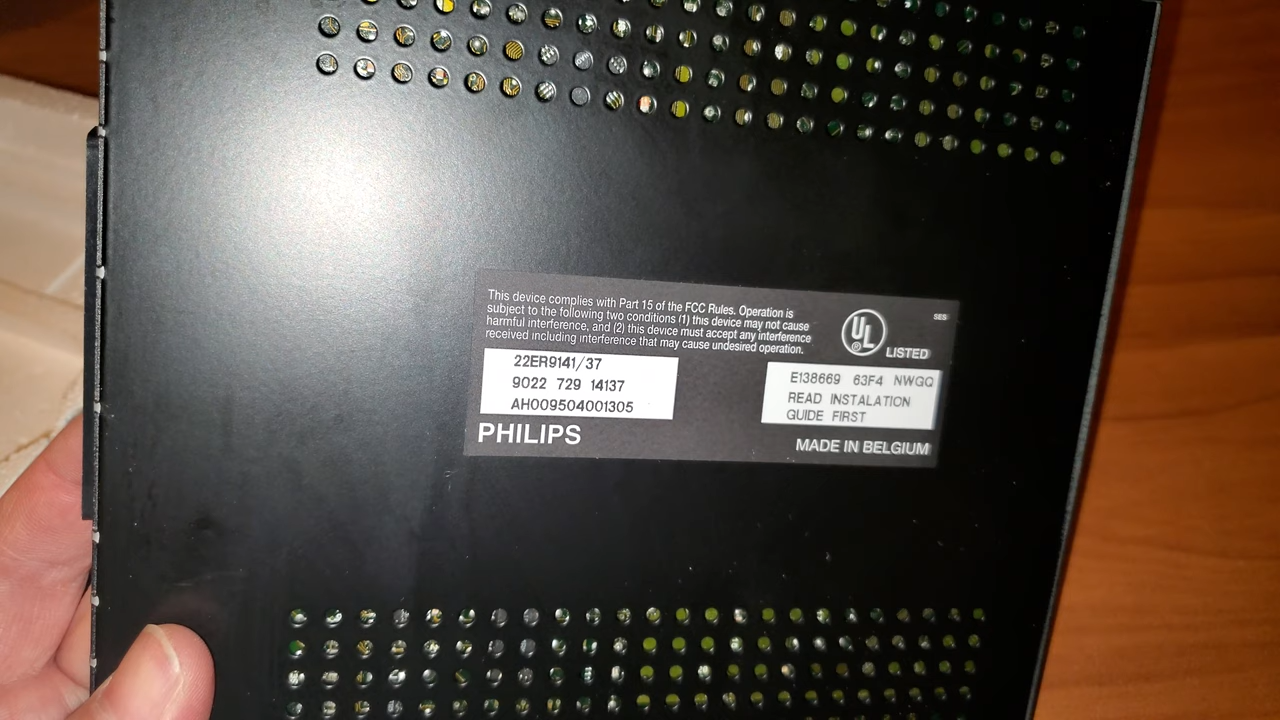 This device complies with Part 15 of the FCC Rules. Operation is
subject to the following two conditions (1) this device may not cause
harmful interference, and (2) this device must accept any interference
received including interference that may cause undesired operation.
UL
®
LISTED
SES
22ER9141/37
9022 729 14137
AH009504001305
E138669 63F4 NWGQ
READ INSTALATION
GUIDE FIRST
PHILIPS
MADE IN BELGIUM